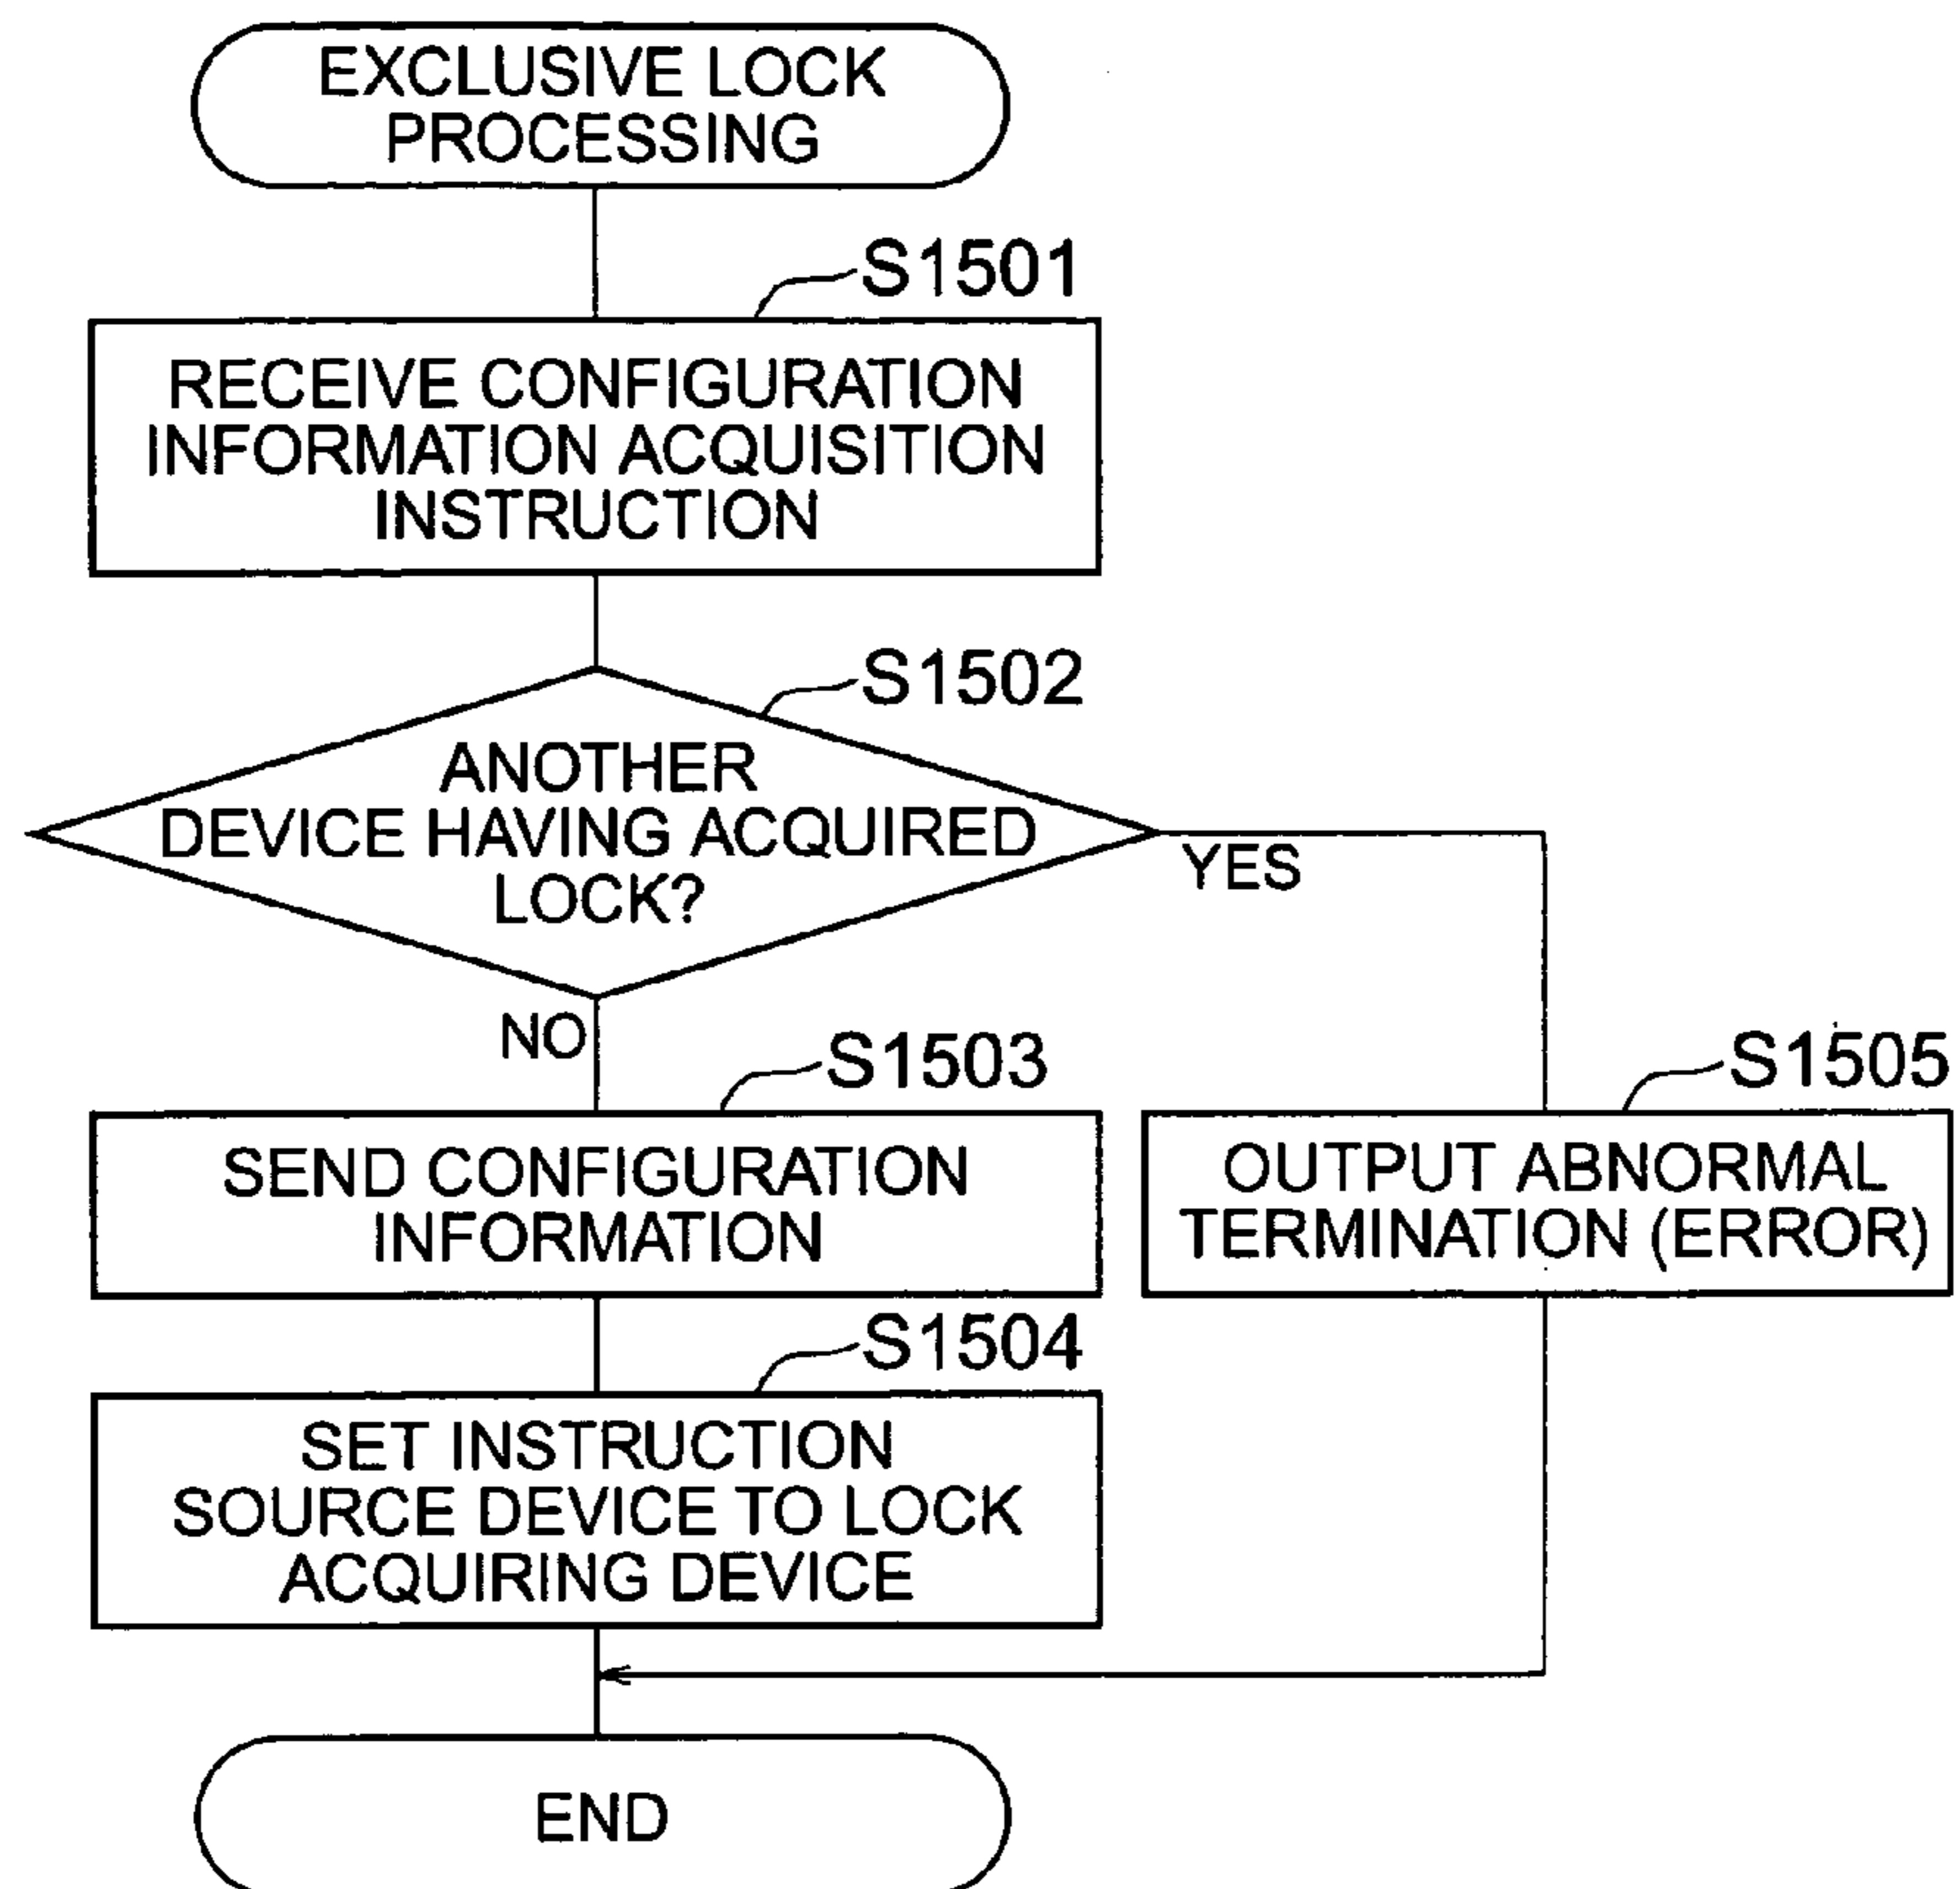 EXCLUSIVE LOCK
PROCESSING
S1501
RECEIVE CONFIGURATION
INFORMATION ACQUISITION
INSTRUCTION
S1502
ANOTHER
DEVICE HAVING ACQUIRED
LOCK?
YES
NO
S1503
SEND CONFIGURATION
INFORMATION
S1505
OUTPUT ABNORMAL
TERMINATION (ERROR)
S1504
SET INSTRUCTION
SOURCE DEVICE TO LOCK
ACQUIRING DEVICE
END